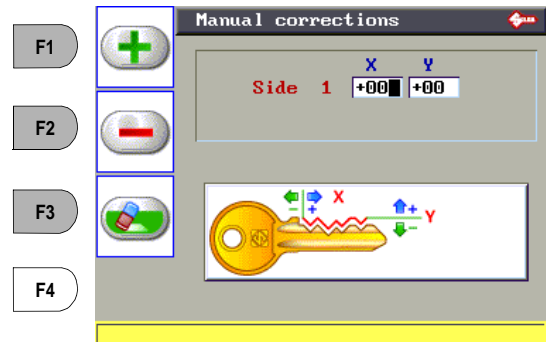 Manual corrections
F1
X Y
Side 1 +00 +00
F2
F3
X
- +
+ Y
-
F4